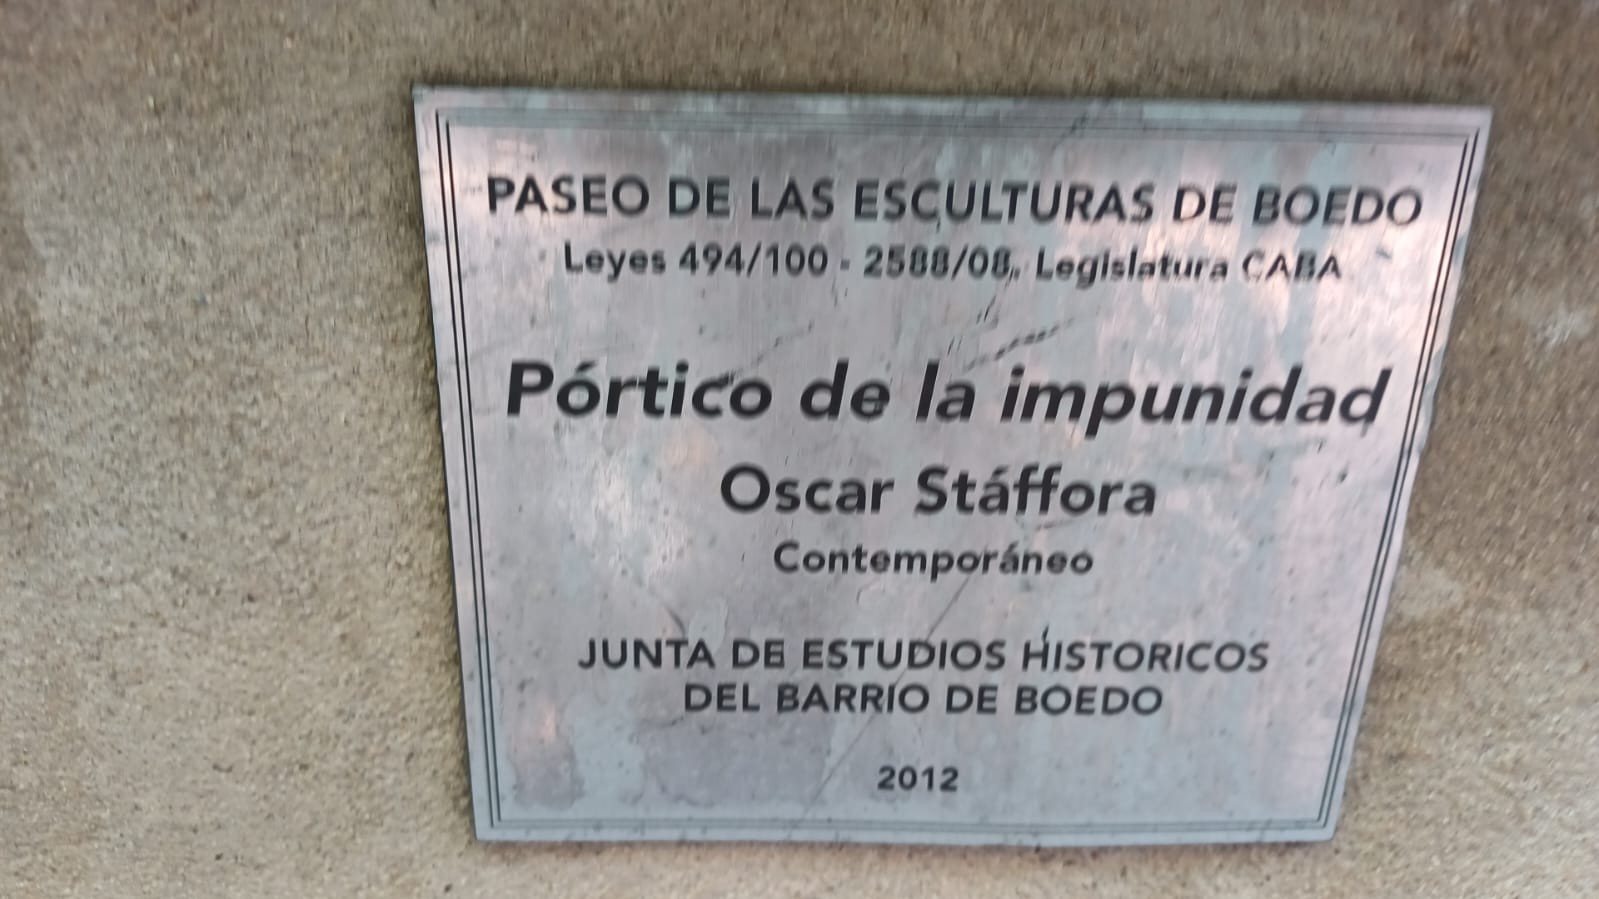 PASEO DE LAS ESCULTURAS DE BOEDO
Leyes 494/100 - 2588/08, Legislatura CABA
Pórtico de la impunidad
Oscar Stáffora
Contemporáneo
JUNTA DE ESTUDIOS HISTORICOS
DEL BARRIO DE BOEDO
2012